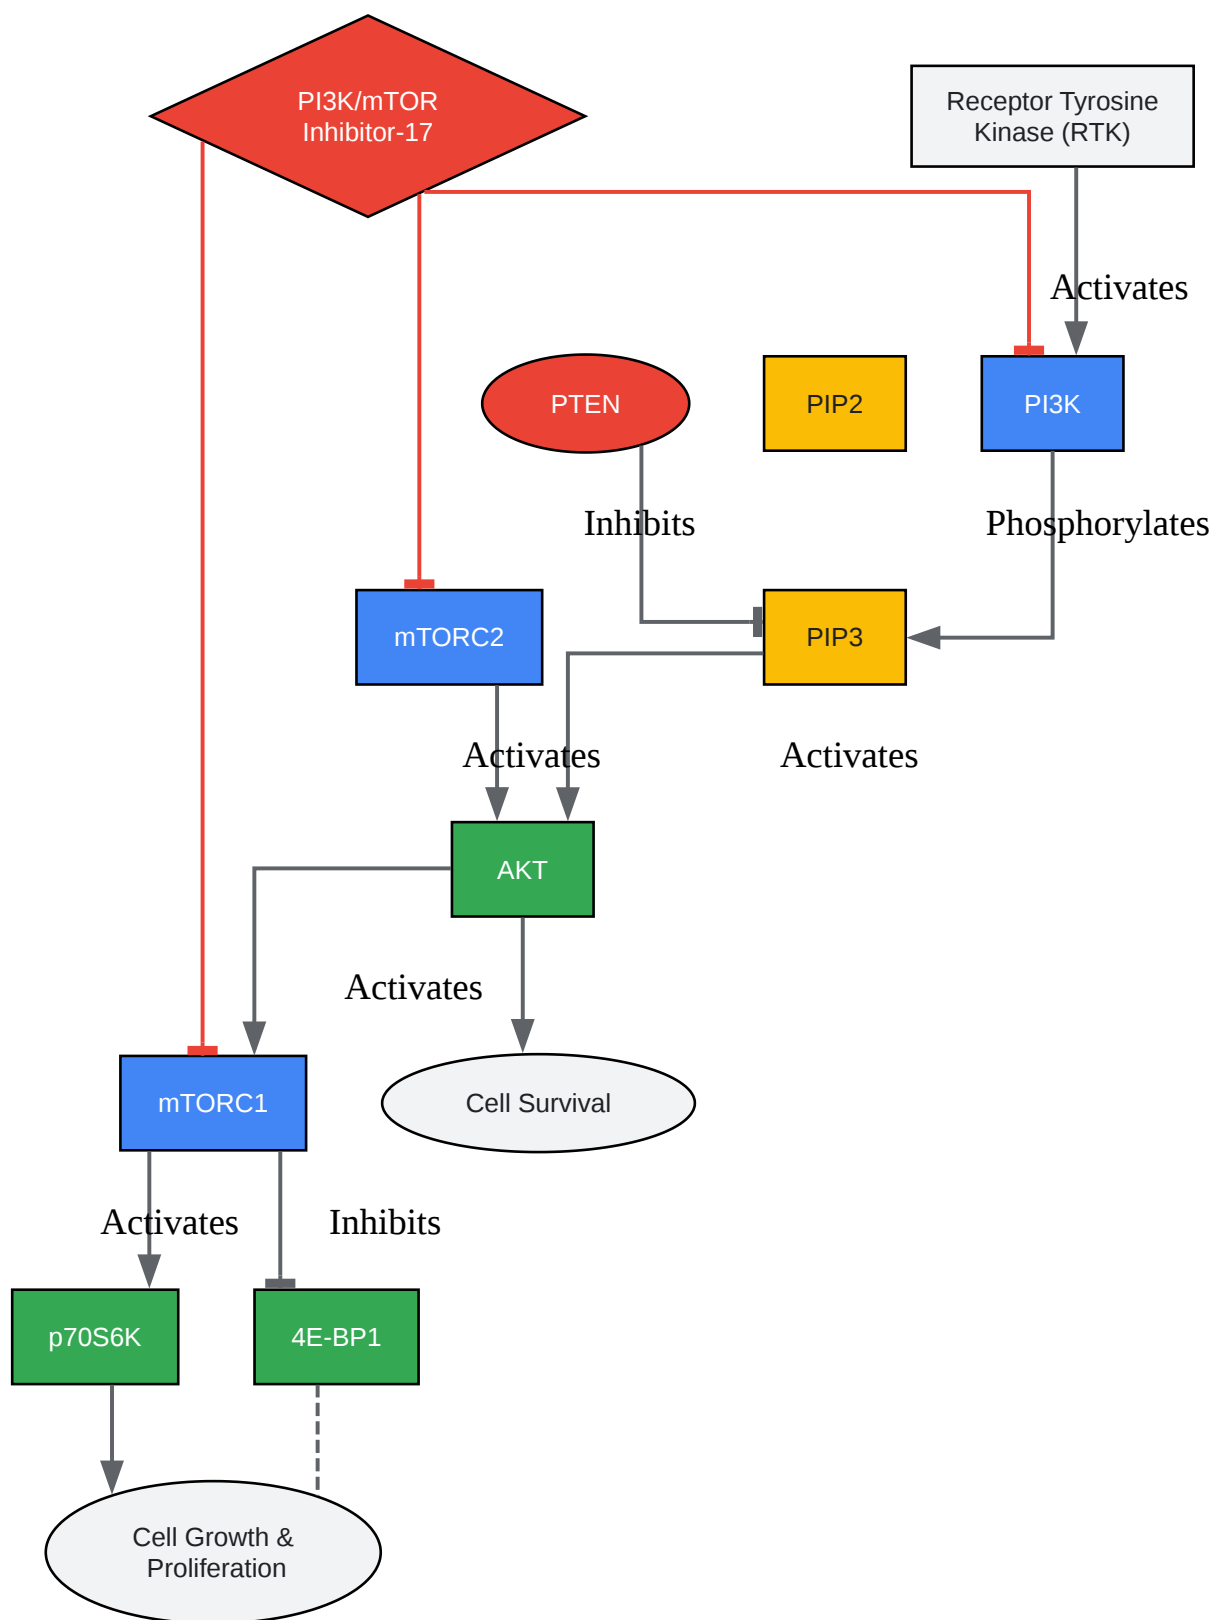 PI3K/mTOR
Inhibitor-17
Receptor Tyrosine
Kinase (RTK)
Activates
PTEN
PIP2
PI3K
Inhibits
Phosphorylates
mTORC2
PIP3
Activates
Activates
AKT
Activates
mTORC1
Cell Survival
Activates
Inhibits
p70S6K
4E-BP1
Cell Growth &
Proliferation